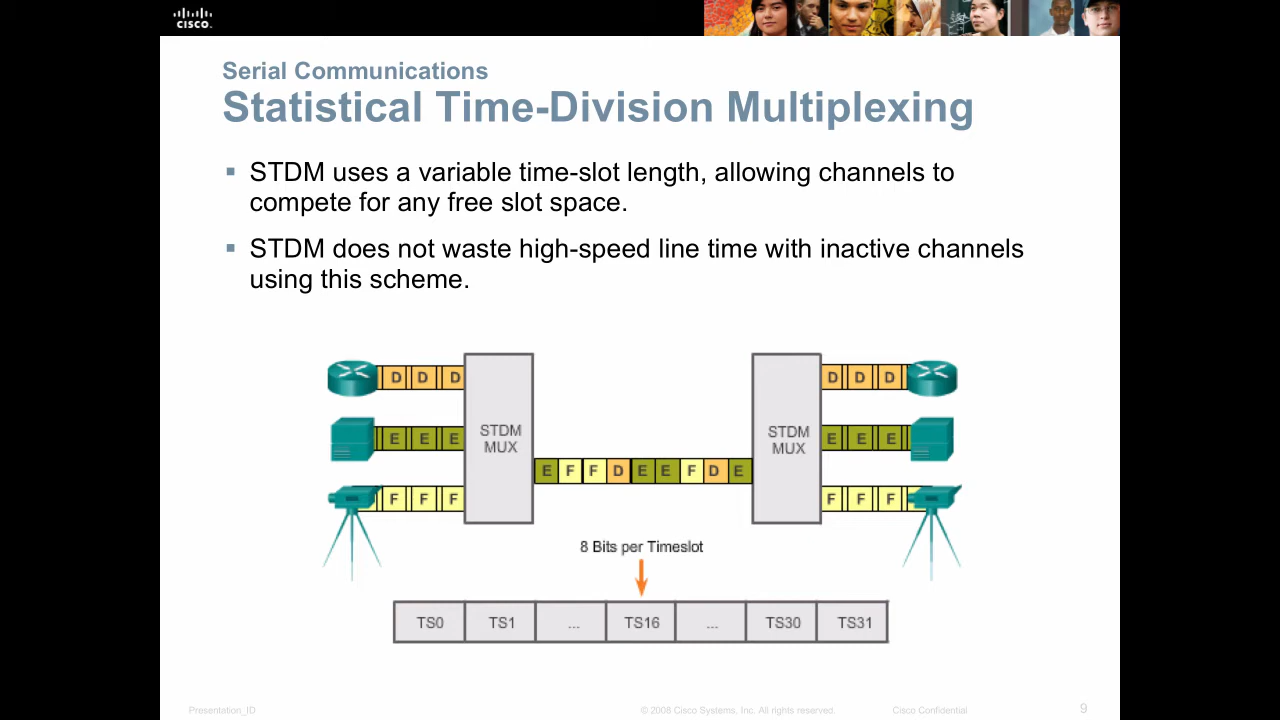 CISCO
Serial Communications
Statistical Time-Division Multiplexing
STDM uses a variable time-slot length, allowing channels to
compete for any free slot space.
STDM does not waste high-speed line time with inactive channels
using this scheme.
D D D
STDM
MUX
STDM
MUX
D D D
E E E
E E E
E F F D E E F D E
F F F
F F F
8 Bits per Timeslot
TS0 TS1 ... TS16 ... TS30 TS31
Presentation_ID © 2008 Cisco Systems, Inc. All rights reserved. Cisco Confidential 9